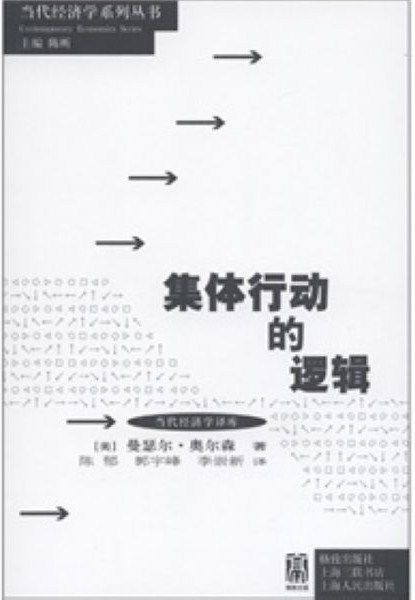 当代经济学系列丛书
Contemporary Economics Series
主编 陈昕
集体行动
的
逻辑
当代经济学译库
[美] 曼瑟尔·奥尔森 著
陈郁 郭宇峰 李崇新 译
格致出版社
上海三联书店
上海人民出版社